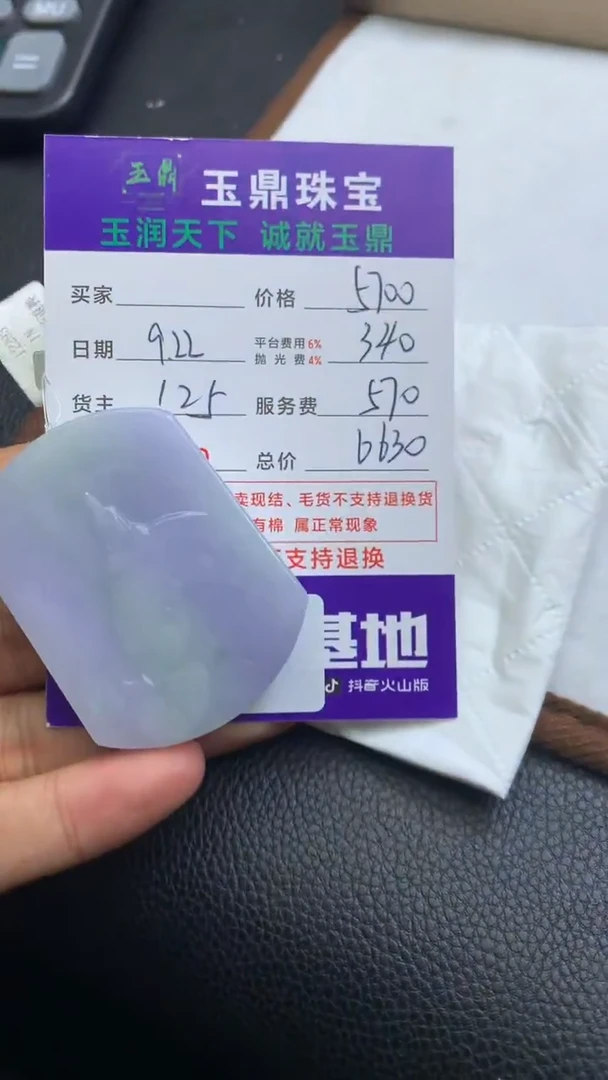 MU
=
玉鼎
玉鼎珠宝
玉润天下 诚就玉鼎
买家 价格 5700
日期 9.22 平台费用6% 抛光费4% 340
货主 125 服务费 570
总价 6630
卖现结、毛货不支持退换货
有棉 属正常现象
支持退换
基地
抖音火山版